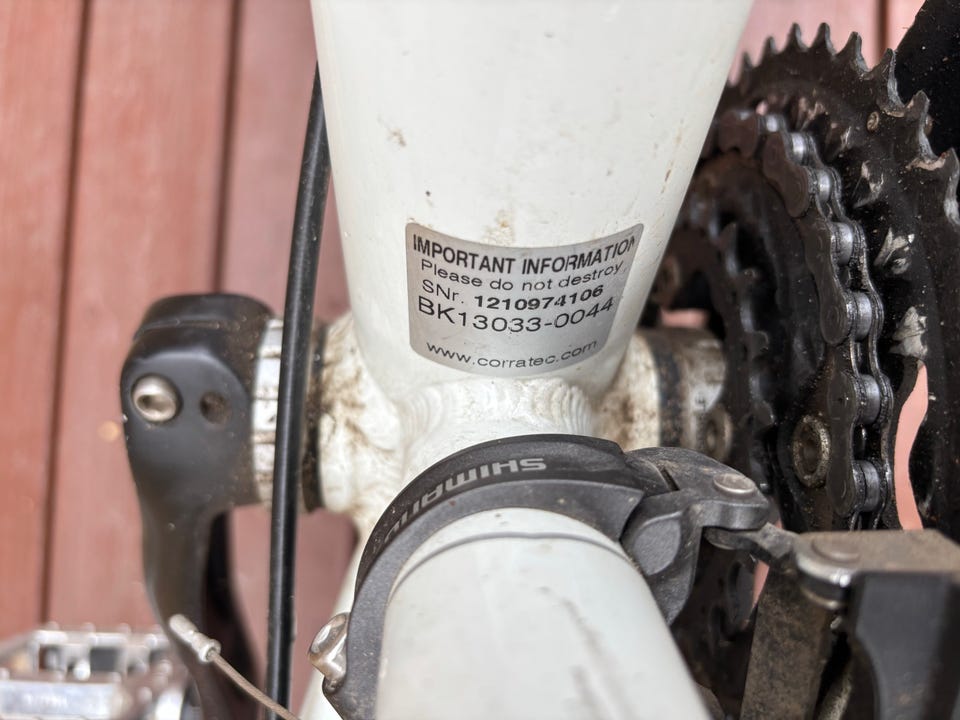 IMPORTANT INFORMATION
Please do not destroy
SNr. 1210974106
BK13033-0044
www.corratec.com
SHIMANO